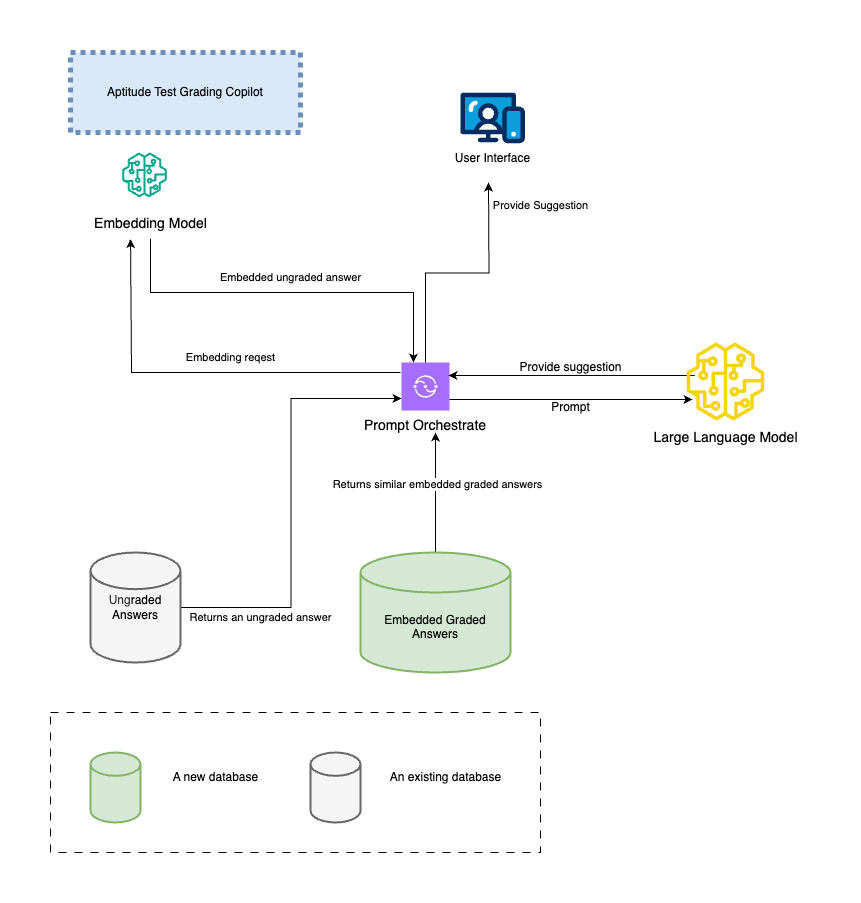 Aptitude Test Grading Copilot
User Interface
Provide Suggestion
Embedding Model
Embedded ungraded answer
Embedding reqest
Provide suggestion
Prompt
Prompt Orchestrate
Large Language Model
Returns similar embedded graded answers
Ungraded
Answers
Returns an ungraded answer
Embedded Graded
Answers
A new database
An existing database